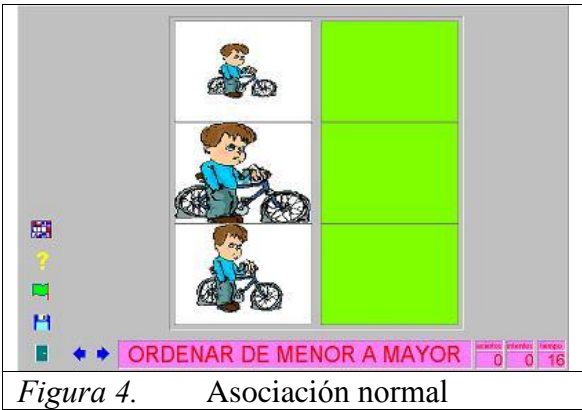 ?
ORDENAR DE MENOR A MAYOR
aciertos intentos tiempo
0 0 16
Figura 4. Asociación normal